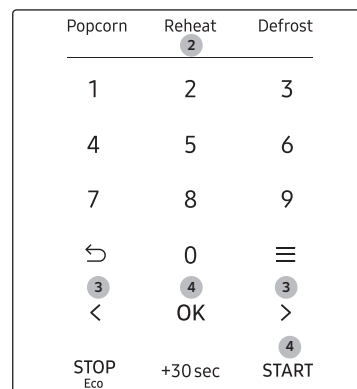 Popcorn Reheat Defrost
2
1 2 3
4 5 6
7 8 9
0
3 4 3
< OK >
4
STOP +30 sec START
Eco